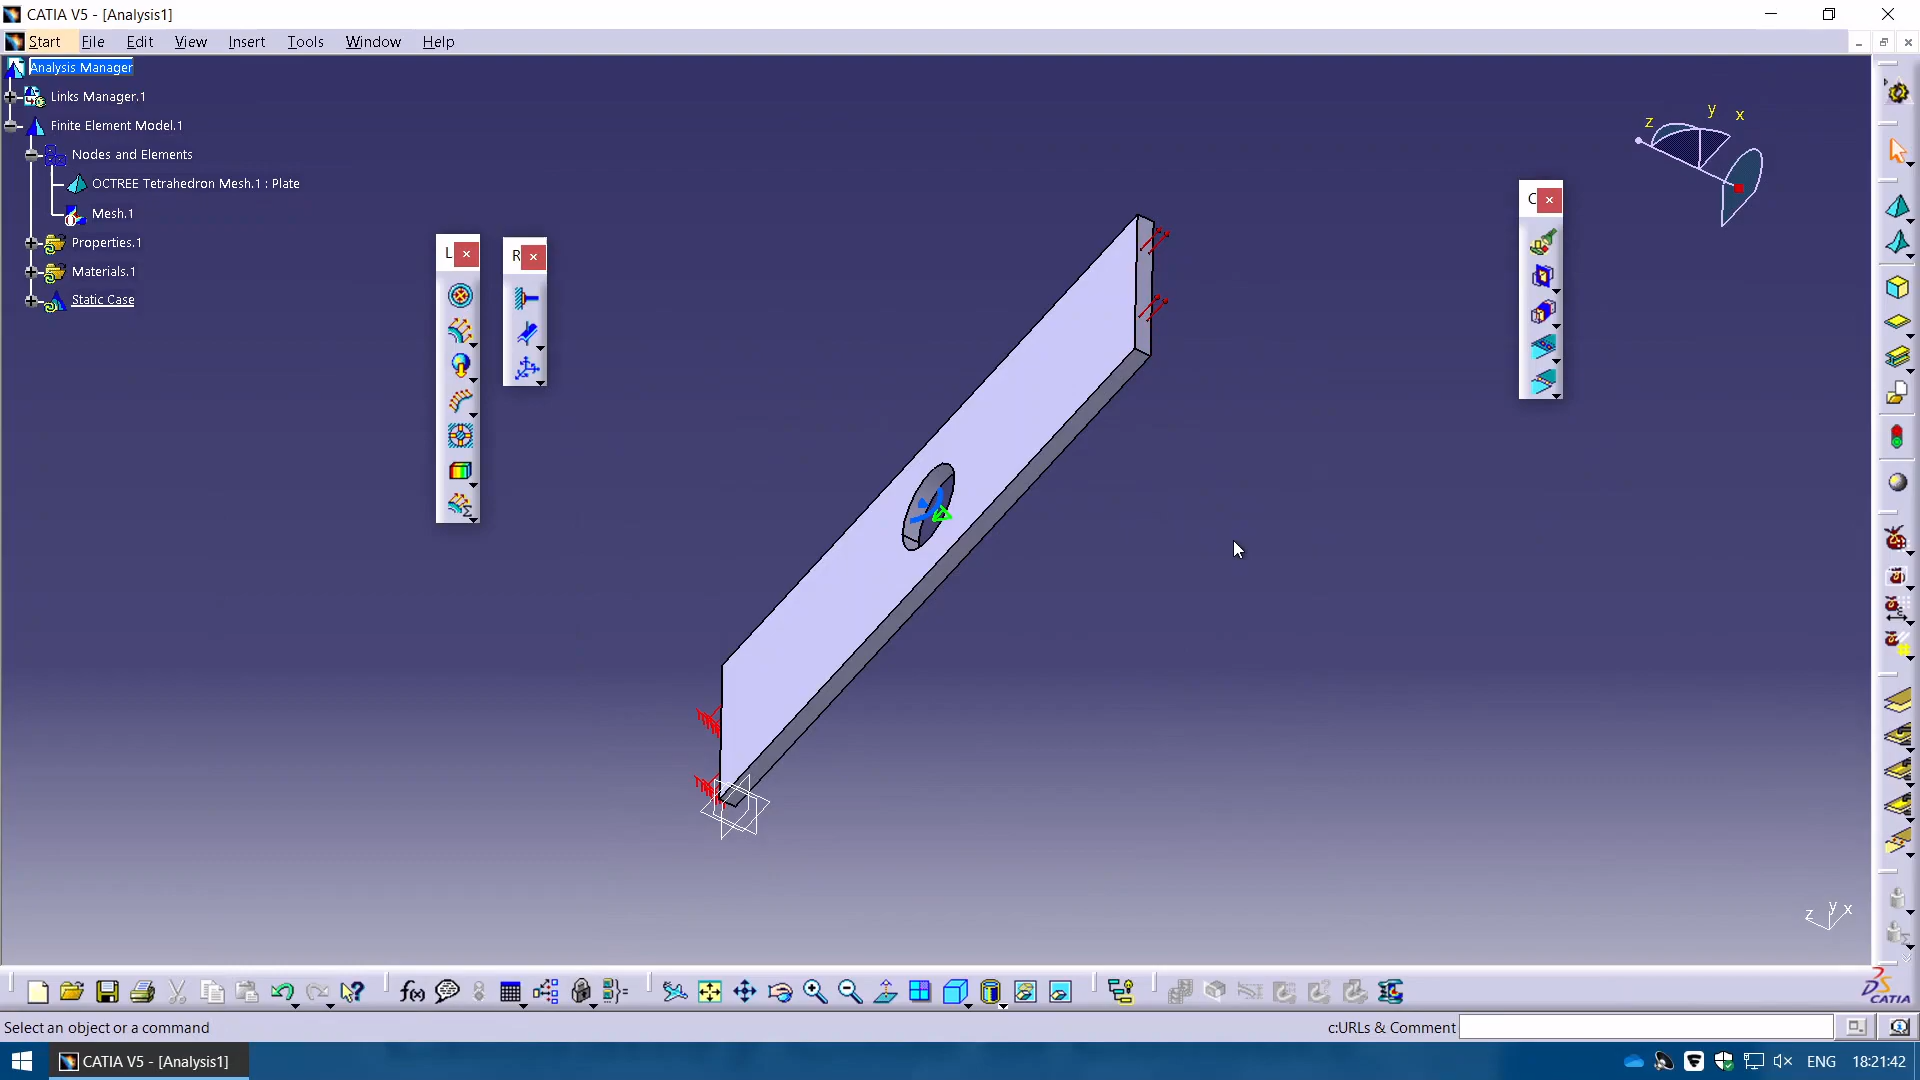 CATIA V5 - [Analysis1]
Start File Edit View Insert Tools Window Help
Analysis Manager
Links Manager.1
Finite Element Model.1
Nodes and Elements
OCTREE Tetrahedron Mesh.1 : Plate
Mesh.1
Properties.1
Materials.1
Static Case
L
R
C
z y x
z y x
f(x)
CATIA
Select an object or a command
c:URLs & Comment
CATIA V5 - [Analysis1]
ENG 18:21:42